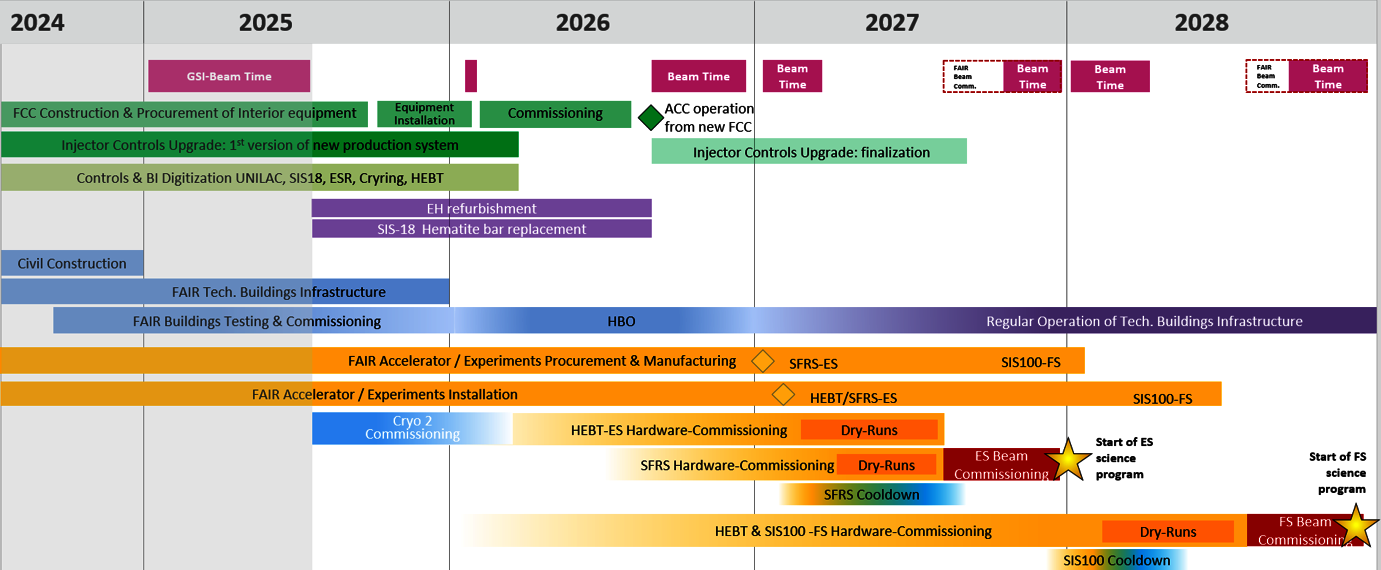 2024
2025
2026
2027
2028
GSI-Beam Time
Beam Time
Beam
Time
FAIR
Beam
Comm.
Beam
Time
Beam
Time
FAIR
Beam
Comm.
Beam
Time
FCC Construction & Procurement of Interior equipment
Equipment
Installation
Commissioning
ACC operation
from new FCC
Injector Controls Upgrade: 1st version of new production system
Injector Controls Upgrade: finalization
Controls & BI Digitization UNILAC, SIS18, ESR, Cryring, HEBT
EH refurbishment
SIS-18 Hematite bar replacement
Civil Construction
FAIR Tech. Buildings Infrastructure
FAIR Buildings Testing & Commissioning
HBO
Regular Operation of Tech. Buildings Infrastructure
FAIR Accelerator / Experiments Procurement & Manufacturing
SFRS-ES
SIS100-FS
FAIR Accelerator / Experiments Installation
HEBT/SFRS-ES
SIS100-FS
Cryo 2
Commissioning
HEBT-ES Hardware-Commissioning
Dry-Runs
SFRS Hardware-Commissioning
Dry-Runs
ES Beam
Commissioning
Start of ES
science
program
SFRS Cooldown
Start of FS
science
program
HEBT & SIS100 -FS Hardware-Commissioning
Dry-Runs
FS Beam
Commissioning
SIS100 Cooldown